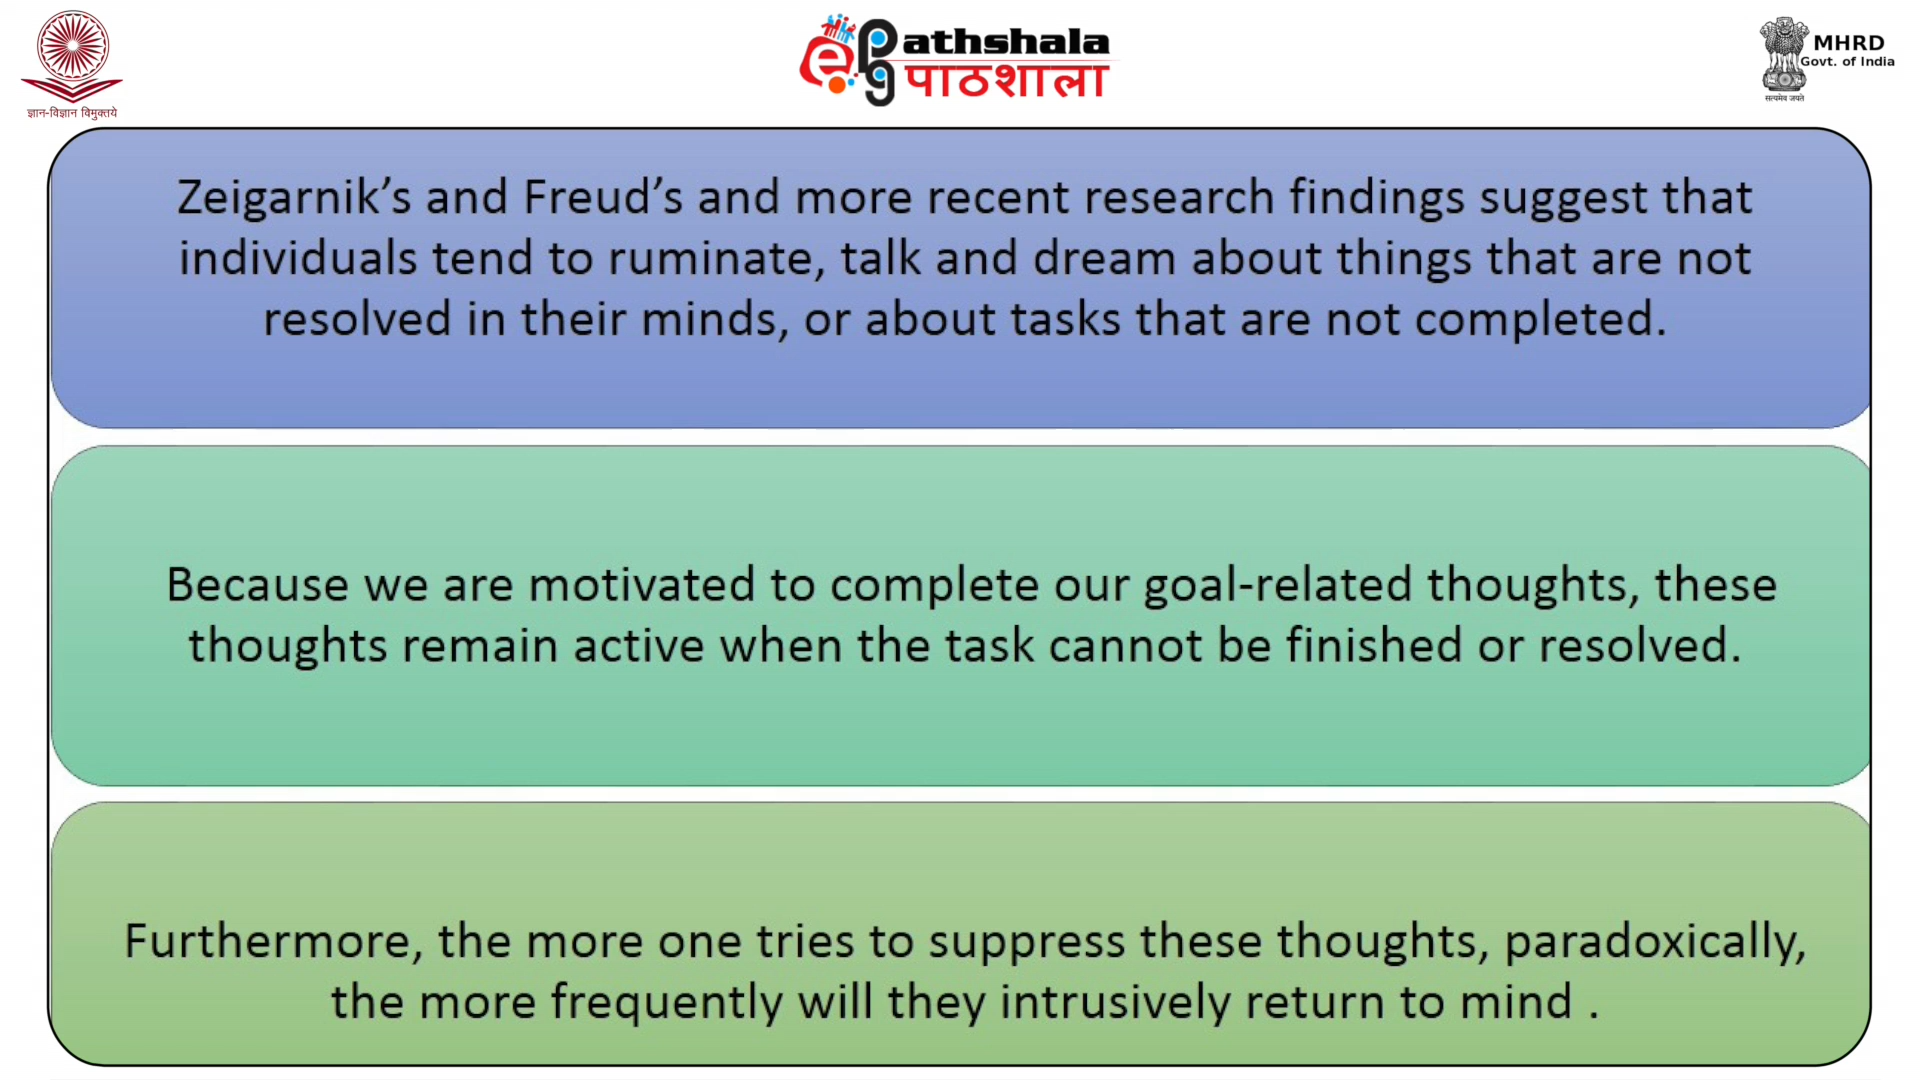 ज्ञान-विज्ञान विमुक्तये
e pg athshala
पाठशाला
MHRD
Govt. of India
सत्यमेव जयते
Zeigarnik’s and Freud’s and more recent research findings suggest that
individuals tend to ruminate, talk and dream about things that are not
resolved in their minds, or about tasks that are not completed.
Because we are motivated to complete our goal-related thoughts, these
thoughts remain active when the task cannot be finished or resolved.
Furthermore, the more one tries to suppress these thoughts, paradoxically,
the more frequently will they intrusively return to mind .